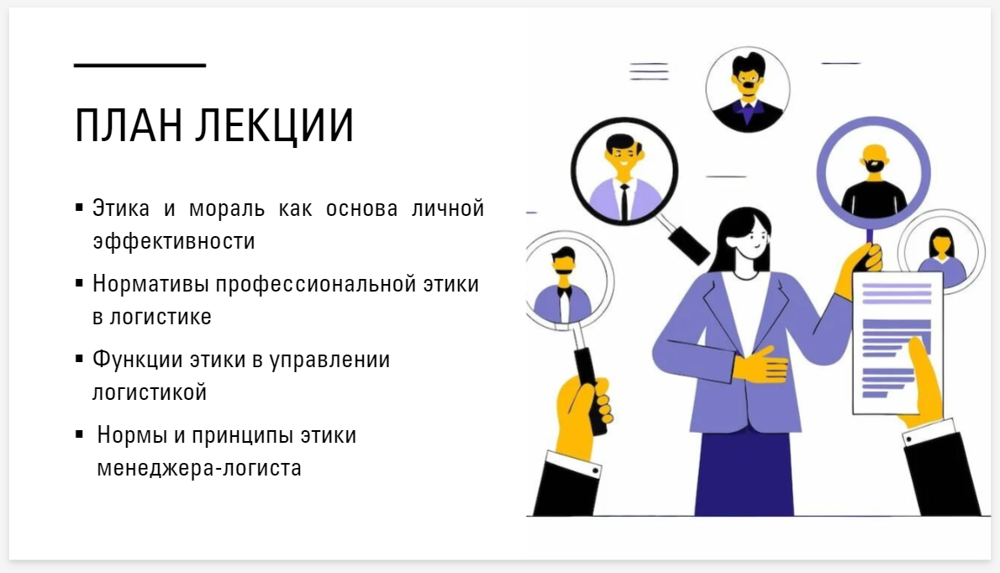 ПЛАН ЛЕКЦИИ
▪ Этика и мораль как основа личной
эффективности
▪ Нормативы профессиональной этики
в логистике
▪ Функции этики в управлении
логистикой
▪ Нормы и принципы этики
менеджера-логиста